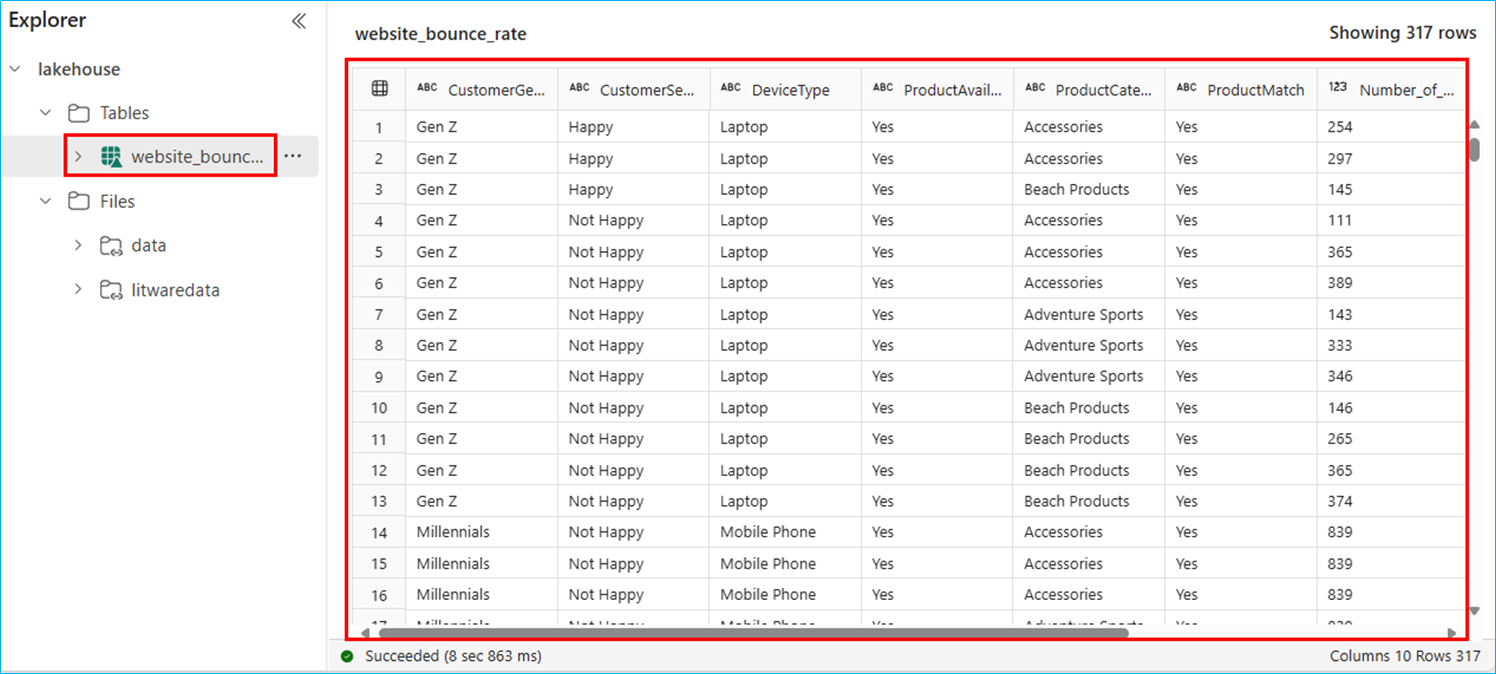 Explorer
lakehouse
Tables
website_bounc...
Files
data
litwaredata
website_bounce_rate Showing 317 rows
ABC CustomerGe... ABC CustomerSe... ABC DeviceType ABC ProductAvail... ABC ProductCate... ABC ProductMatch 123 Number_of_...
1 Gen Z Happy Laptop Yes Accessories Yes 254
2 Gen Z Happy Laptop Yes Accessories Yes 297
3 Gen Z Happy Laptop Yes Beach Products Yes 145
4 Gen Z Not Happy Laptop Yes Accessories Yes 111
5 Gen Z Not Happy Laptop Yes Accessories Yes 365
6 Gen Z Not Happy Laptop Yes Accessories Yes 389
7 Gen Z Not Happy Laptop Yes Adventure Sports Yes 143
8 Gen Z Not Happy Laptop Yes Adventure Sports Yes 333
9 Gen Z Not Happy Laptop Yes Adventure Sports Yes 346
10 Gen Z Not Happy Laptop Yes Beach Products Yes 146
11 Gen Z Not Happy Laptop Yes Beach Products Yes 265
12 Gen Z Not Happy Laptop Yes Beach Products Yes 365
13 Gen Z Not Happy Laptop Yes Beach Products Yes 374
14 Millennials Not Happy Mobile Phone Yes Accessories Yes 839
15 Millennials Not Happy Mobile Phone Yes Accessories Yes 839
16 Millennials Not Happy Mobile Phone Yes Accessories Yes 839
Succeeded (8 sec 863 ms) Columns 10 Rows 317